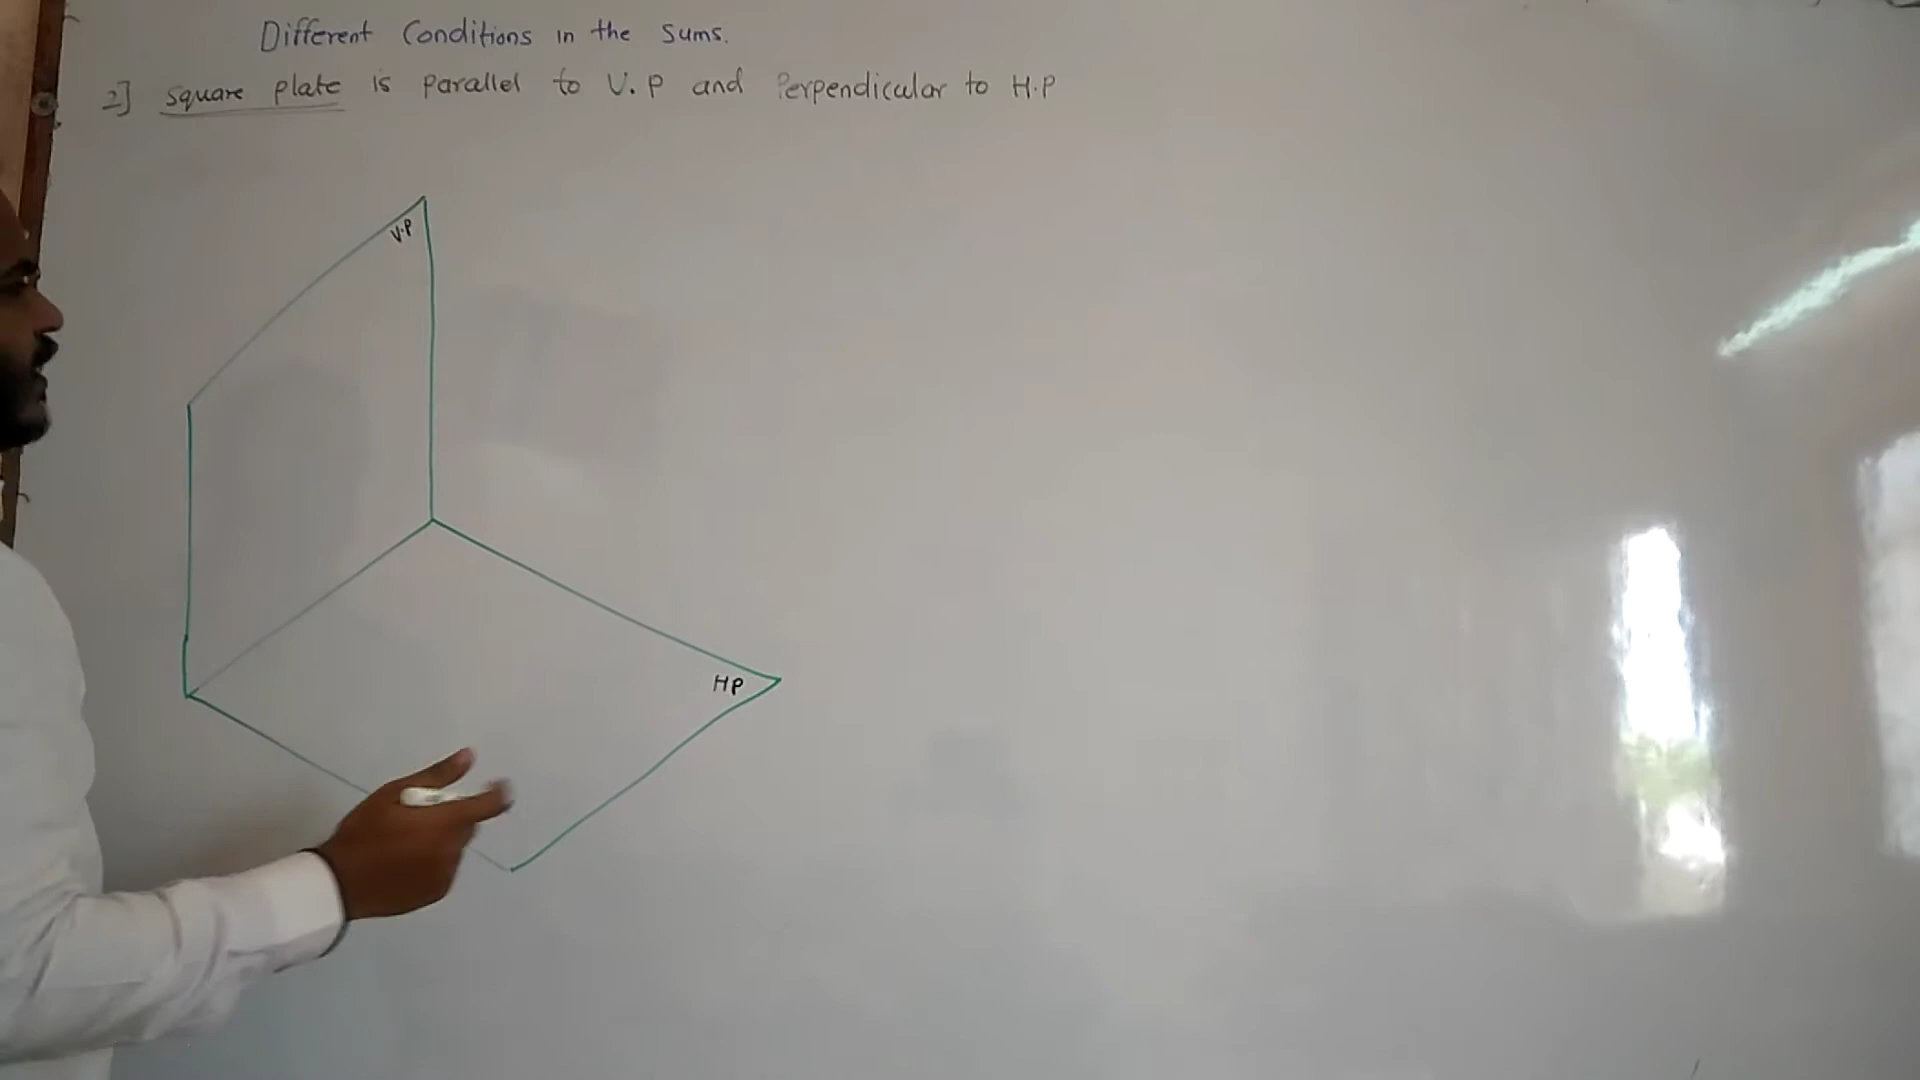 Different Conditions in the Sums.
2] Square plate is parallel to V.P and Perpendicular to H.P
V.P
HP